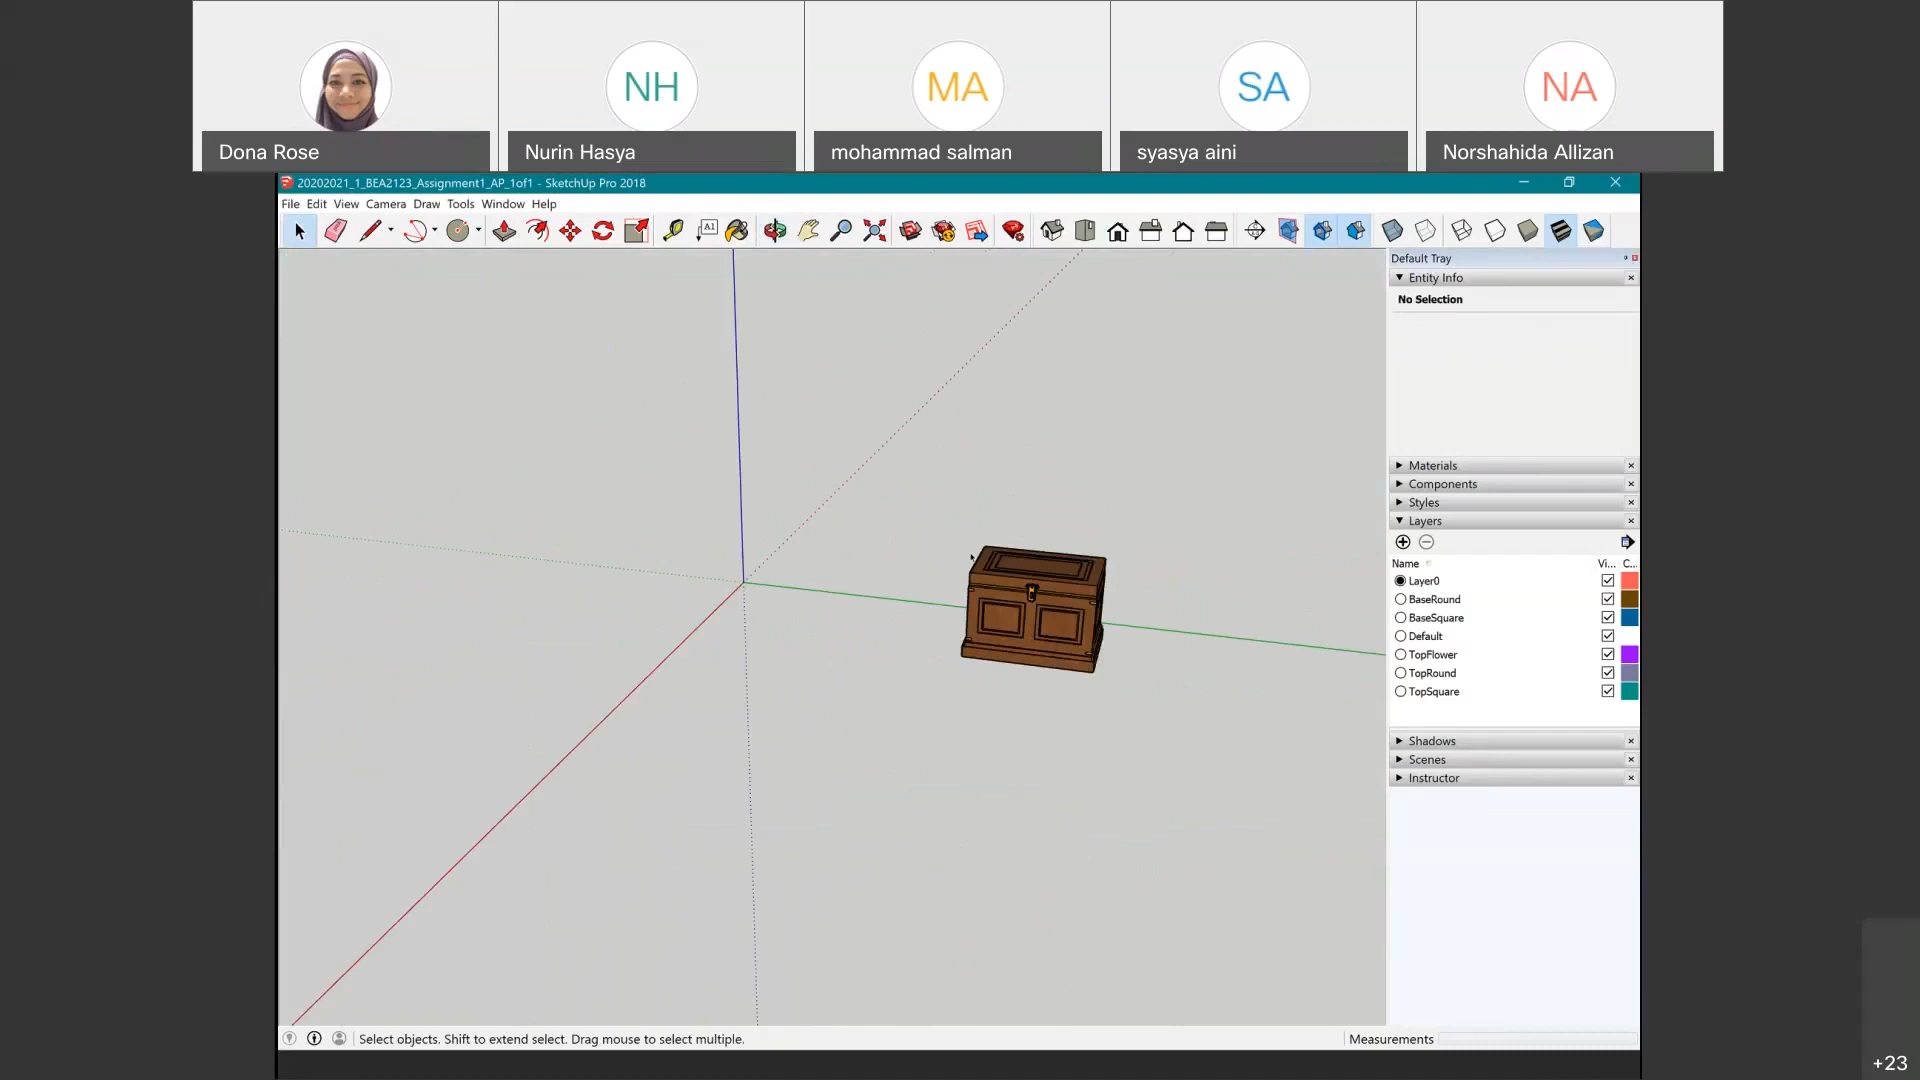 NH
MA
SA
NA
Dona Rose
Nurin Hasya
mohammad salman
syasya aini
Norshahida Allizan
20202021_1_BEA2123_Assignment1_AP_1of1 - SketchUp Pro 2018
File Edit View Camera Draw Tools Window Help
A1
Default Tray
Entity Info
No Selection
Materials
Components
Styles
Layers
Name Vi... C...
Layer0
BaseRound
BaseSquare
Default
TopFlower
TopRound
TopSquare
Shadows
Scenes
Instructor
Select objects. Shift to extend select. Drag mouse to select multiple.
Measurements
+23